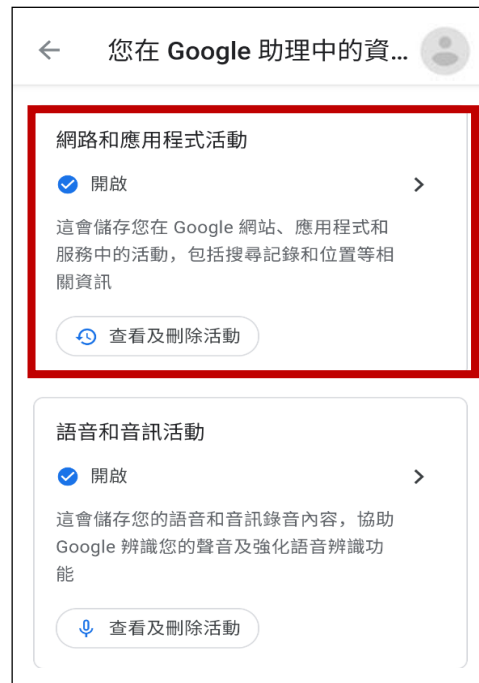 您在 Google 助理中的資...
網路和應用程式活動
開啟
這會儲存您在 Google 網站、應用程式和
服務中的活動，包括搜尋記錄和位置等相
關資訊
查看及刪除活動
語音和音訊活動
開啟
這會儲存您的語音和音訊錄音內容，協助
Google 辨識您的聲音及強化語音辨識功
能
查看及刪除活動